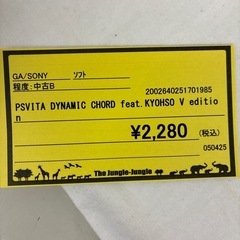 GA/SONY ソフト
程度:中古B
2002640251701985
PSVITA DYNAMIC CHORD feat.KYOHSO V editio
n
¥2,280 (税込)
050425
The Jungle-Jungle